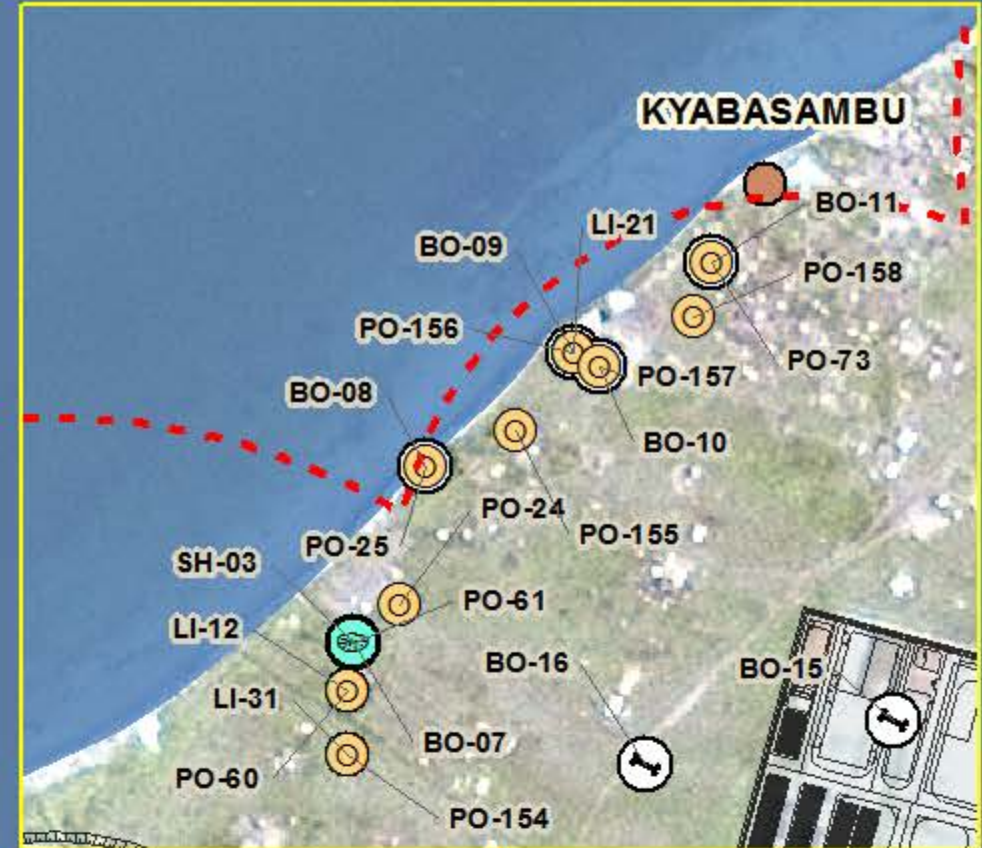 KYABASAMBU
BO-11
LI-21
BO-09
PO-158
PO-156
PO-73
PO-157
BO-08
BO-10
PO-24
PO-155
PO-25
SH-03
PO-61
LI-12
BO-16
BO-15
LI-31
BO-07
PO-60
PO-154